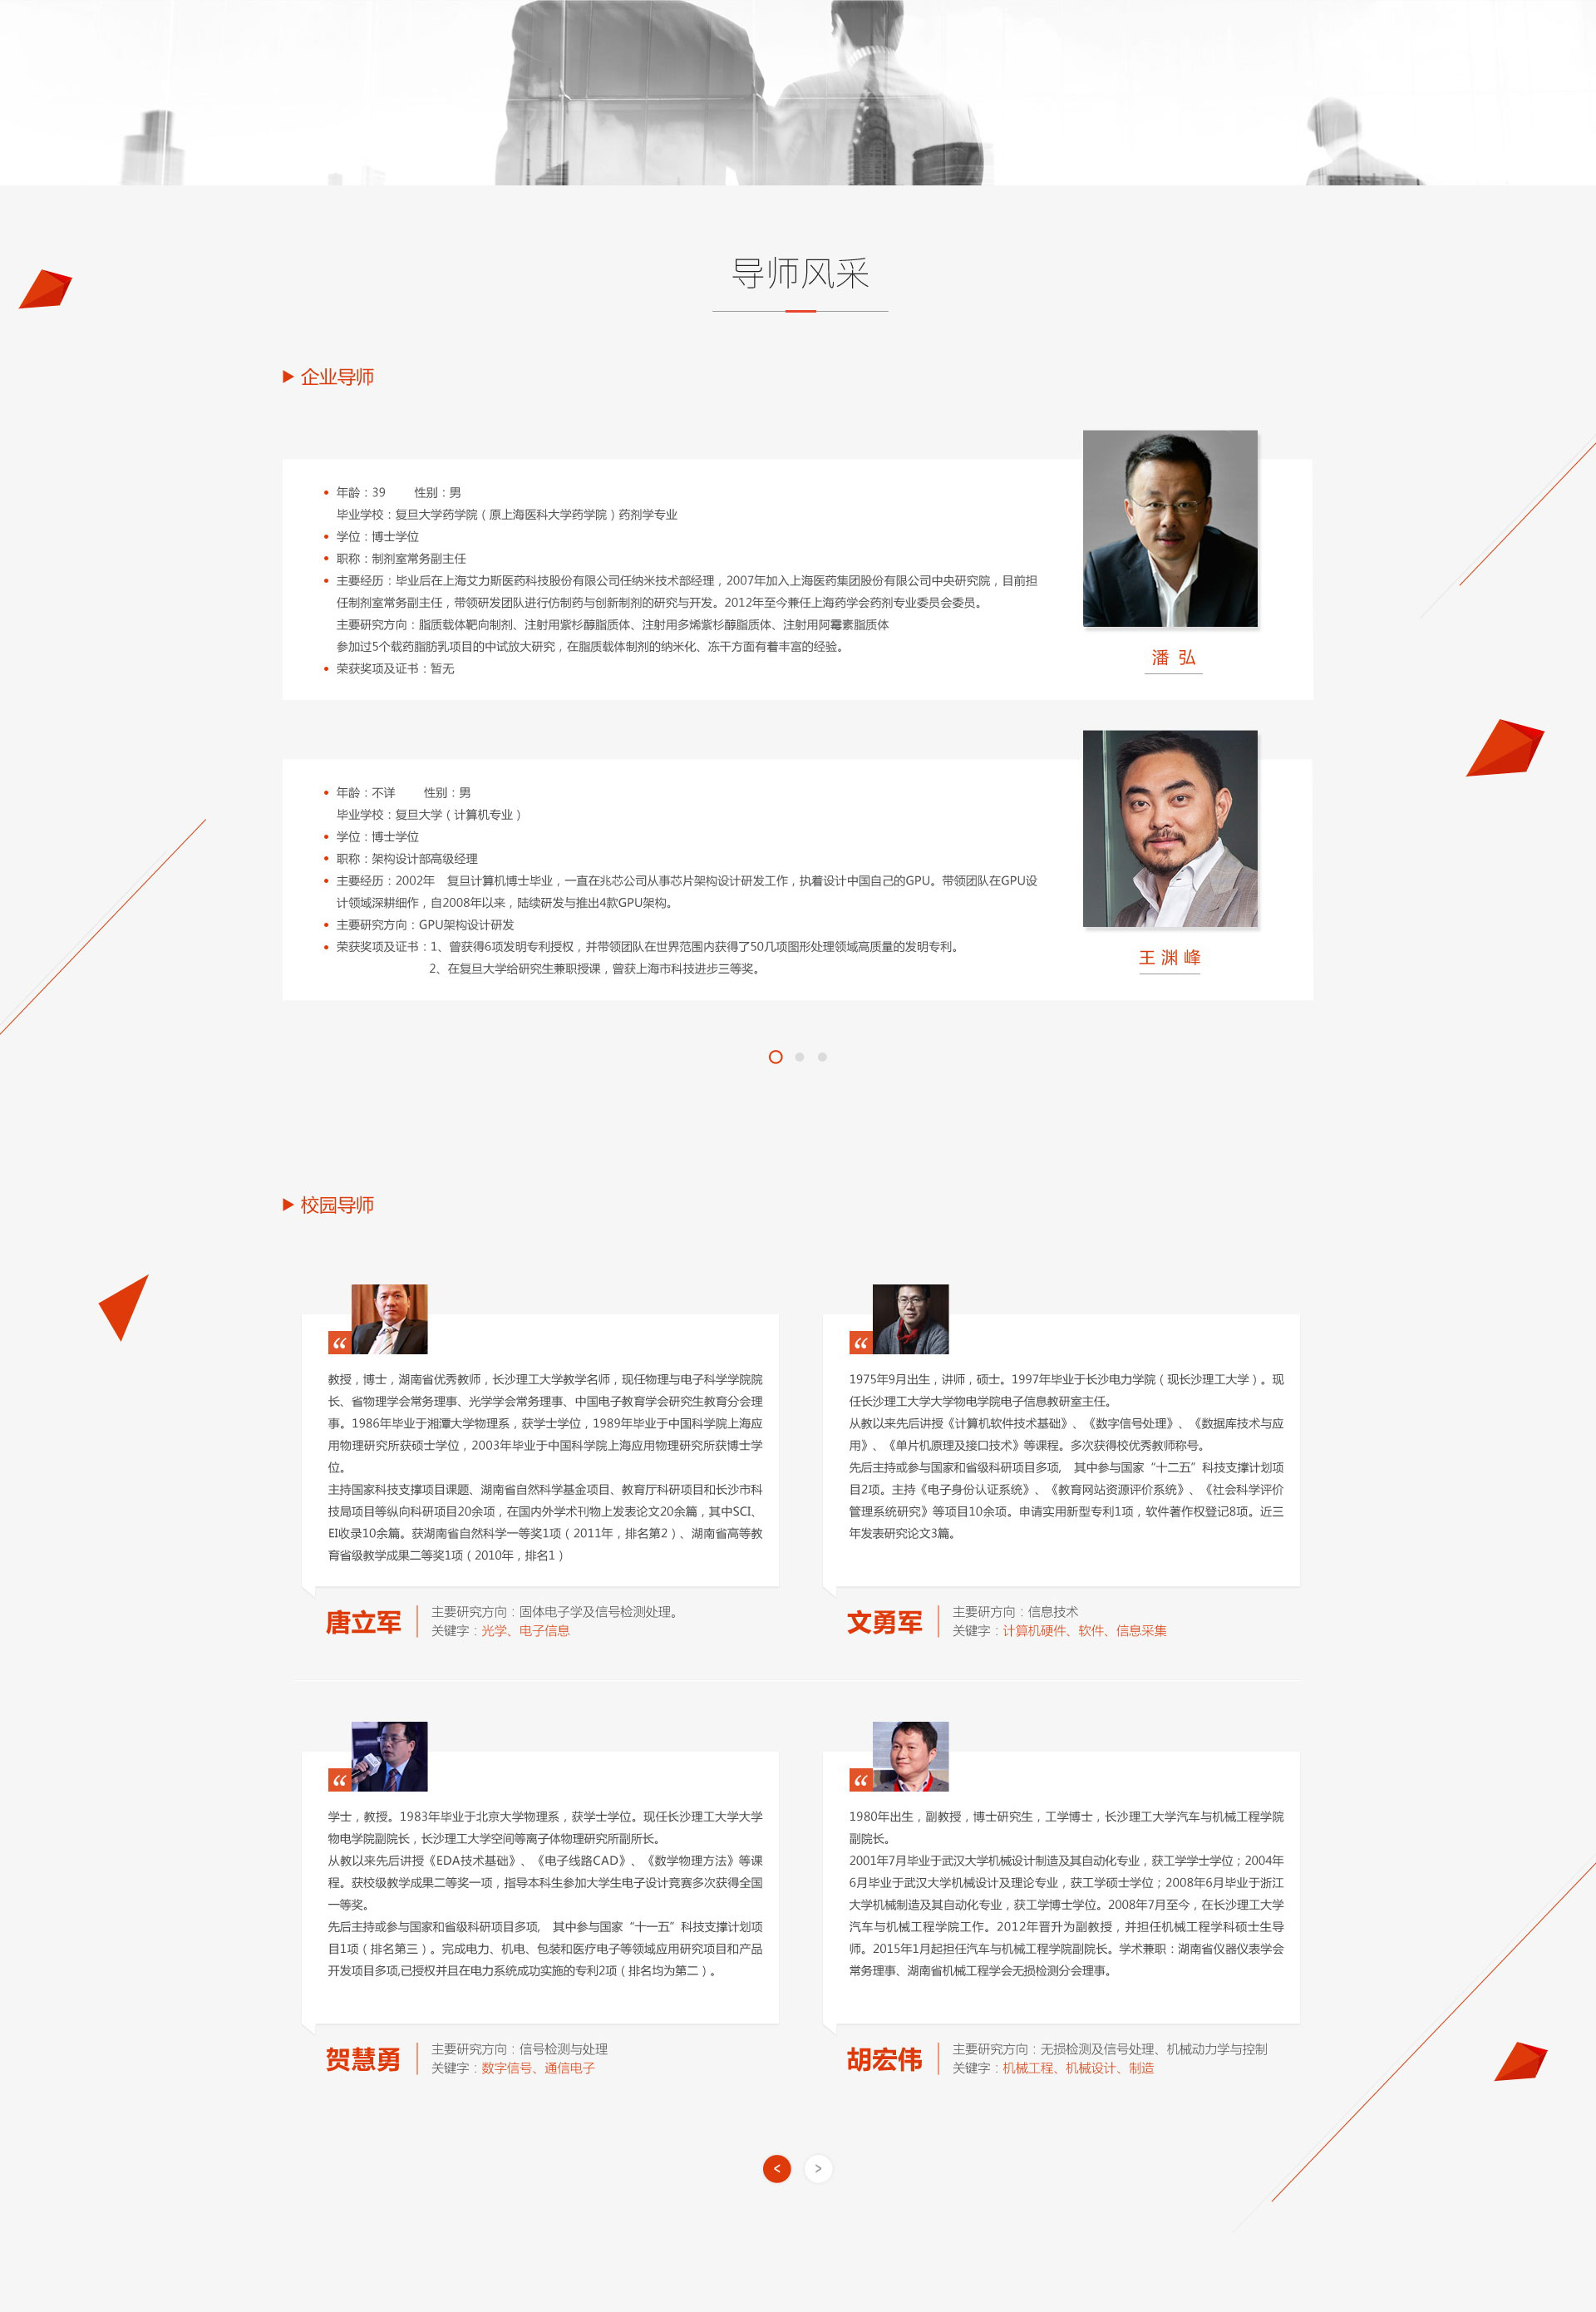 导师风采
企业导师
年龄：39 性别：男
毕业学校：复旦大学药学院（原上海医科大学药学院）药剂学专业
学位：博士学位
职称：制剂室常务副主任
主要经历：毕业后在上海艾力斯医药科技股份有限公司任纳米技术部经理，2007年加入上海医药集团股份有限公司中央研究院，目前担
任制剂室常务副主任，带领研发团队进行仿制药与创新制剂的研究与开发。2012年至今兼任上海药学会药剂专业委员会委员。
主要研究方向：脂质载体靶向制剂、注射用紫杉醇脂质体、注射用多烯紫杉醇脂质体、注射用阿霉素脂质体
参加过5个载药脂肪乳项目的中试放大研究，在脂质载体制剂的纳米化、冻干方面有着丰富的经验。
荣获奖项及证书：暂无
潘 弘
年龄：不详 性别：男
毕业学校：复旦大学（计算机专业）
学位：博士学位
职称：架构设计部高级经理
主要经历：2002年 复旦计算机博士毕业，一直在兆芯公司从事芯片架构设计研发工作，执着设计中国自己的GPU。带领团队在GPU设
计领域深耕细作，自2008年以来，陆续研发与推出4款GPU架构。
主要研究方向：GPU架构设计研发
荣获奖项及证书：1、曾获得6项发明专利授权，并带领团队在世界范围内获得了50几项图形处理领域高质量的发明专利。
2、在复旦大学给研究生兼职授课，曾获上海市科技进步三等奖。
王 渊 峰
校园导师
教授，博士，湖南省优秀教师，长沙理工大学教学名师，现任物理与电子科学学院院
长、省物理学会常务理事、光学学会常务理事、中国电子教育学会研究生教育分会理
事。1986年毕业于湘潭大学物理系，获学士学位，1989年毕业于中国科学院上海应
用物理研究所获硕士学位，2003年毕业于中国科学院上海应用物理研究所获博士学
位。
主持国家科技支撑项目课题、湖南省自然科学基金项目、教育厅科研项目和长沙市科
技局项目等纵向科研项目20余项，在国内外学术刊物上发表论文20余篇，其中SCI、
EI收录10余篇。获湖南省自然科学一等奖1项（2011年，排名第2）、湖南省高等教
育省级教学成果二等奖1项（2010年，排名1）
唐立军
主要研究方向：固体电子学及信号检测处理。
关键字：光学、电子信息
1975年9月出生，讲师，硕士。1997年毕业于长沙电力学院（现长沙理工大学）。现
任长沙理工大学大学物电学院电子信息教研室主任。
从教以来先后讲授《计算机软件技术基础》、《数字信号处理》、《数据库技术与应
用》、《单片机原理及接口技术》等课程。多次获得校优秀教师称号。
先后主持或参与国家和省级科研项目多项, 其中参与国家“十二五”科技支撑计划项
目2项。主持《电子身份认证系统》、《教育网站资源评价系统》、《社会科学评价
管理系统研究》等项目10余项。申请实用新型专利1项，软件著作权登记8项。近三
年发表研究论文3篇。
文勇军
主要研方向：信息技术
关键字：计算机硬件、软件、信息采集
学士，教授。1983年毕业于北京大学物理系，获学士学位。现任长沙理工大学大学
物电学院副院长，长沙理工大学空间等离子体物理研究所副所长。
从教以来先后讲授《EDA技术基础》、《电子线路CAD》、《数学物理方法》等课
程。获校级教学成果二等奖一项，指导本科生参加大学生电子设计竞赛多次获得全国
一等奖。
先后主持或参与国家和省级科研项目多项, 其中参与国家“十一五”科技支撑计划项
目1项（排名第三）。完成电力、机电、包装和医疗电子等领域应用研究项目和产品
开发项目多项,已授权并且在电力系统成功实施的专利2项（排名均为第二）。
贺慧勇
主要研究方向：信号检测与处理
关键字：数字信号、通信电子
1980年出生，副教授，博士研究生，工学博士，长沙理工大学汽车与机械工程学院
副院长。
2001年7月毕业于武汉大学机械设计制造及其自动化专业，获工学学士学位；2004年
6月毕业于武汉大学机械设计及理论专业，获工学硕士学位；2008年6月毕业于浙江
大学机械制造及其自动化专业，获工学博士学位。2008年7月至今，在长沙理工大学
汽车与机械工程学院工作。2012年晋升为副教授，并担任机械工程学科硕士生导
师。2015年1月起担任汽车与机械工程学院副院长。学术兼职：湖南省仪器仪表学会
常务理事、湖南省机械工程学会无损检测分会理事。
胡宏伟
主要研究方向：无损检测及信号处理、机械动力学与控制
关键字：机械工程、机械设计、制造